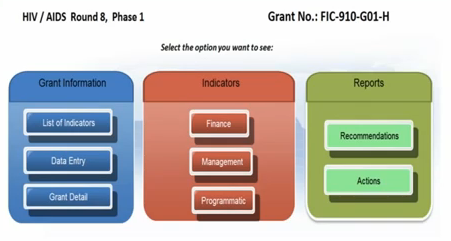 HIV / AIDS Round 8, Phase 1
Grant No.: FIC-910-G01-H
Select the option you want to see:
Grant Information
List of Indicators
Data Entry
Grant Detail
Indicators
Finance
Management
Programmatic
Reports
Recommendations
Actions